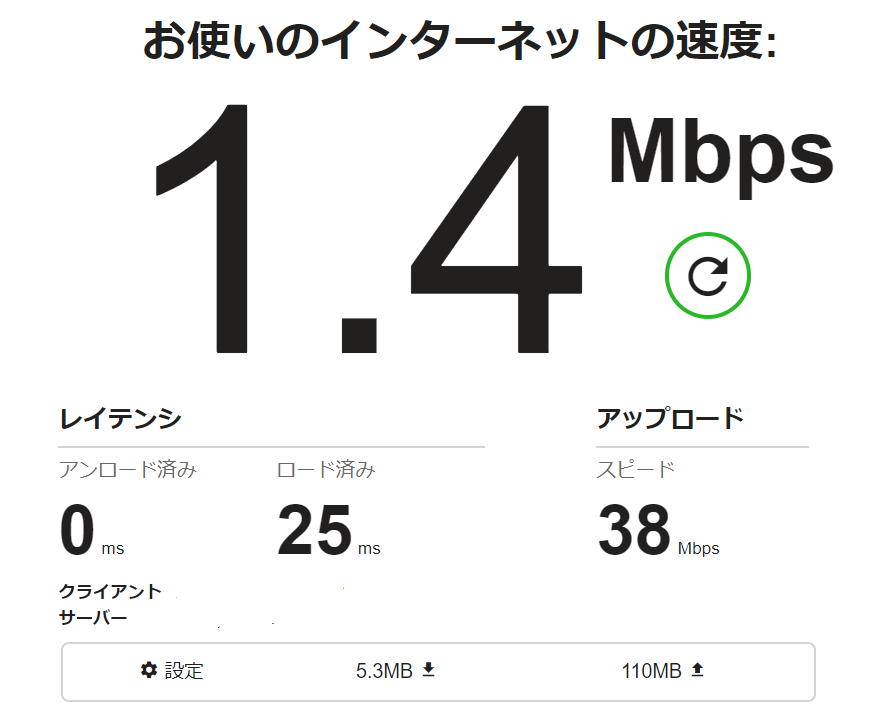 お使いのインターネットの速度:
1.4 Mbps
レイテンシ アップロード
アンロード済み ロード済み スピード
0 ms 25 ms 38 Mbps
クライアント
サーバー
設定 5.3MB 110MB